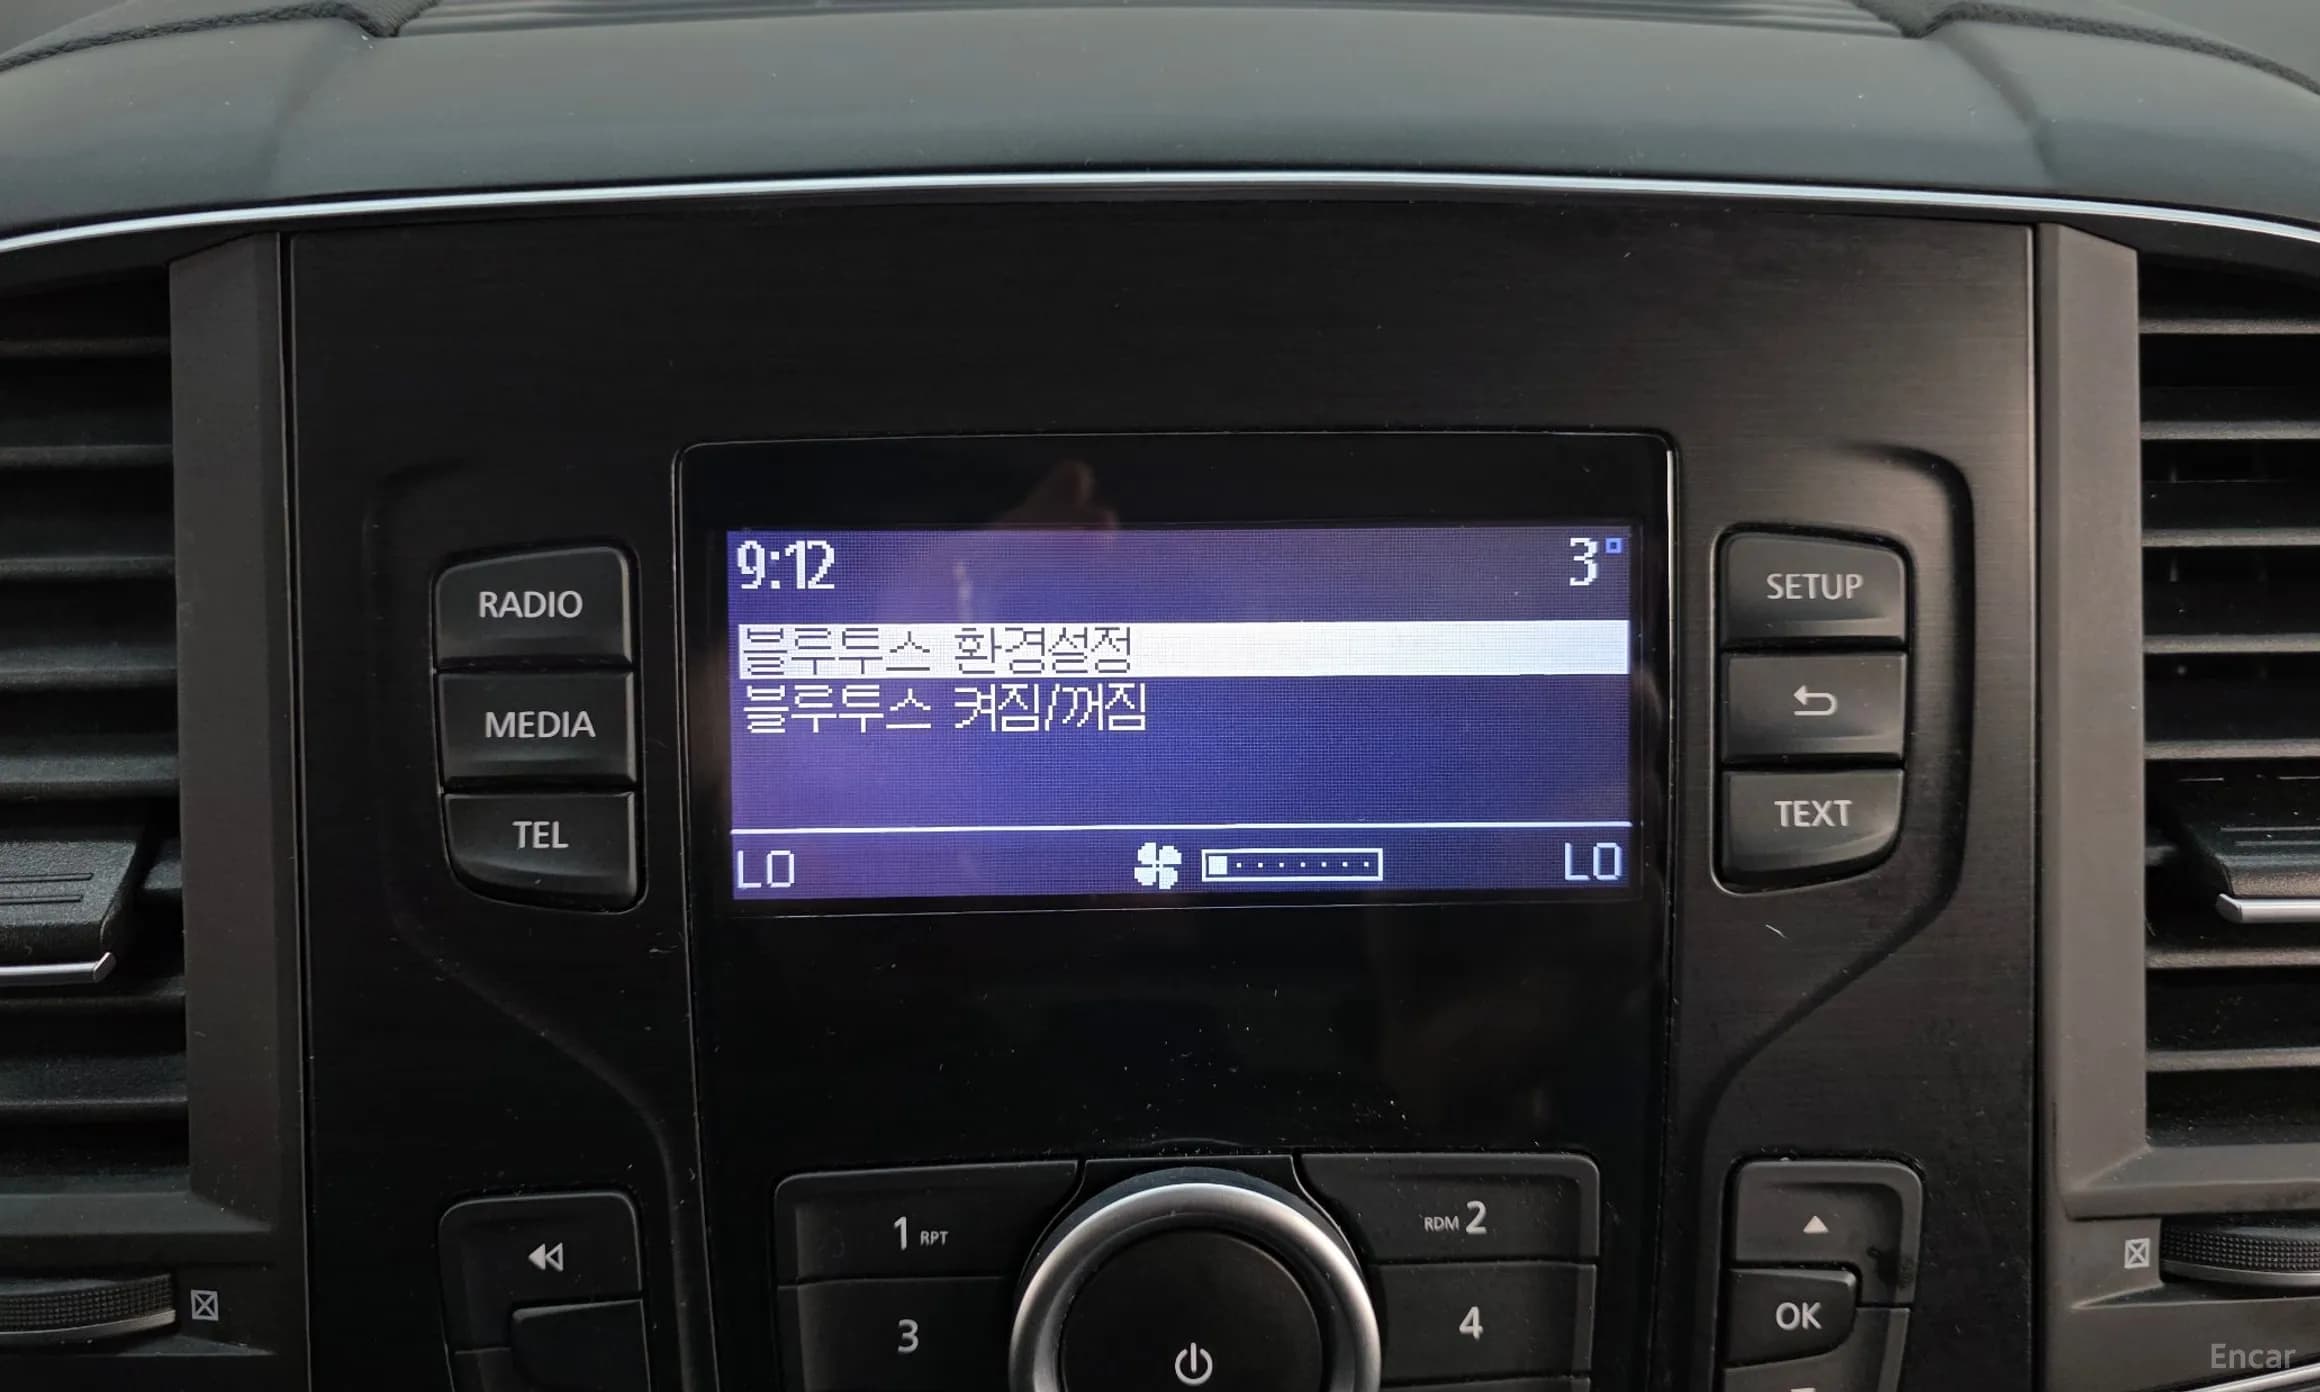 9:12 3°
블루투스 환경설정
블루투스 켜짐/꺼짐
LO LO
RADIO
MEDIA
TEL
SETUP
TEXT
1 RPT
RDM 2
3
4
OK
Encar